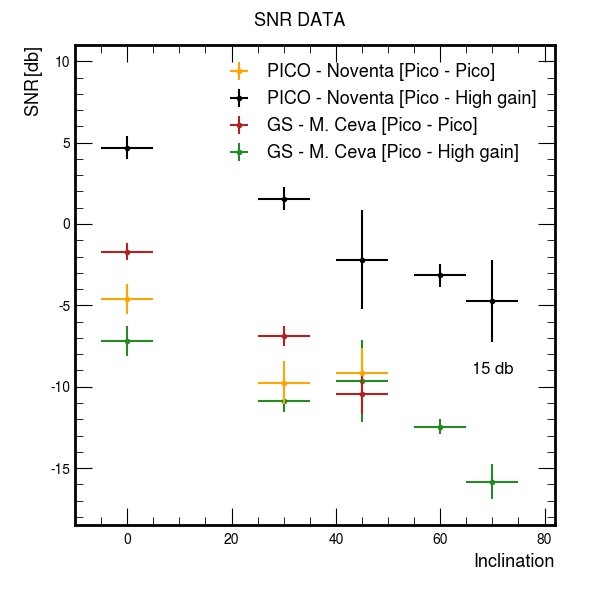 SNR DATA
SNR[db]
10
5
0
-5
-10
-15
PICO - Noventa [Pico - Pico]
PICO - Noventa [Pico - High gain]
GS - M. Ceva [Pico - Pico]
GS - M. Ceva [Pico - High gain]
15 db
0 20 40 60 80
Inclination